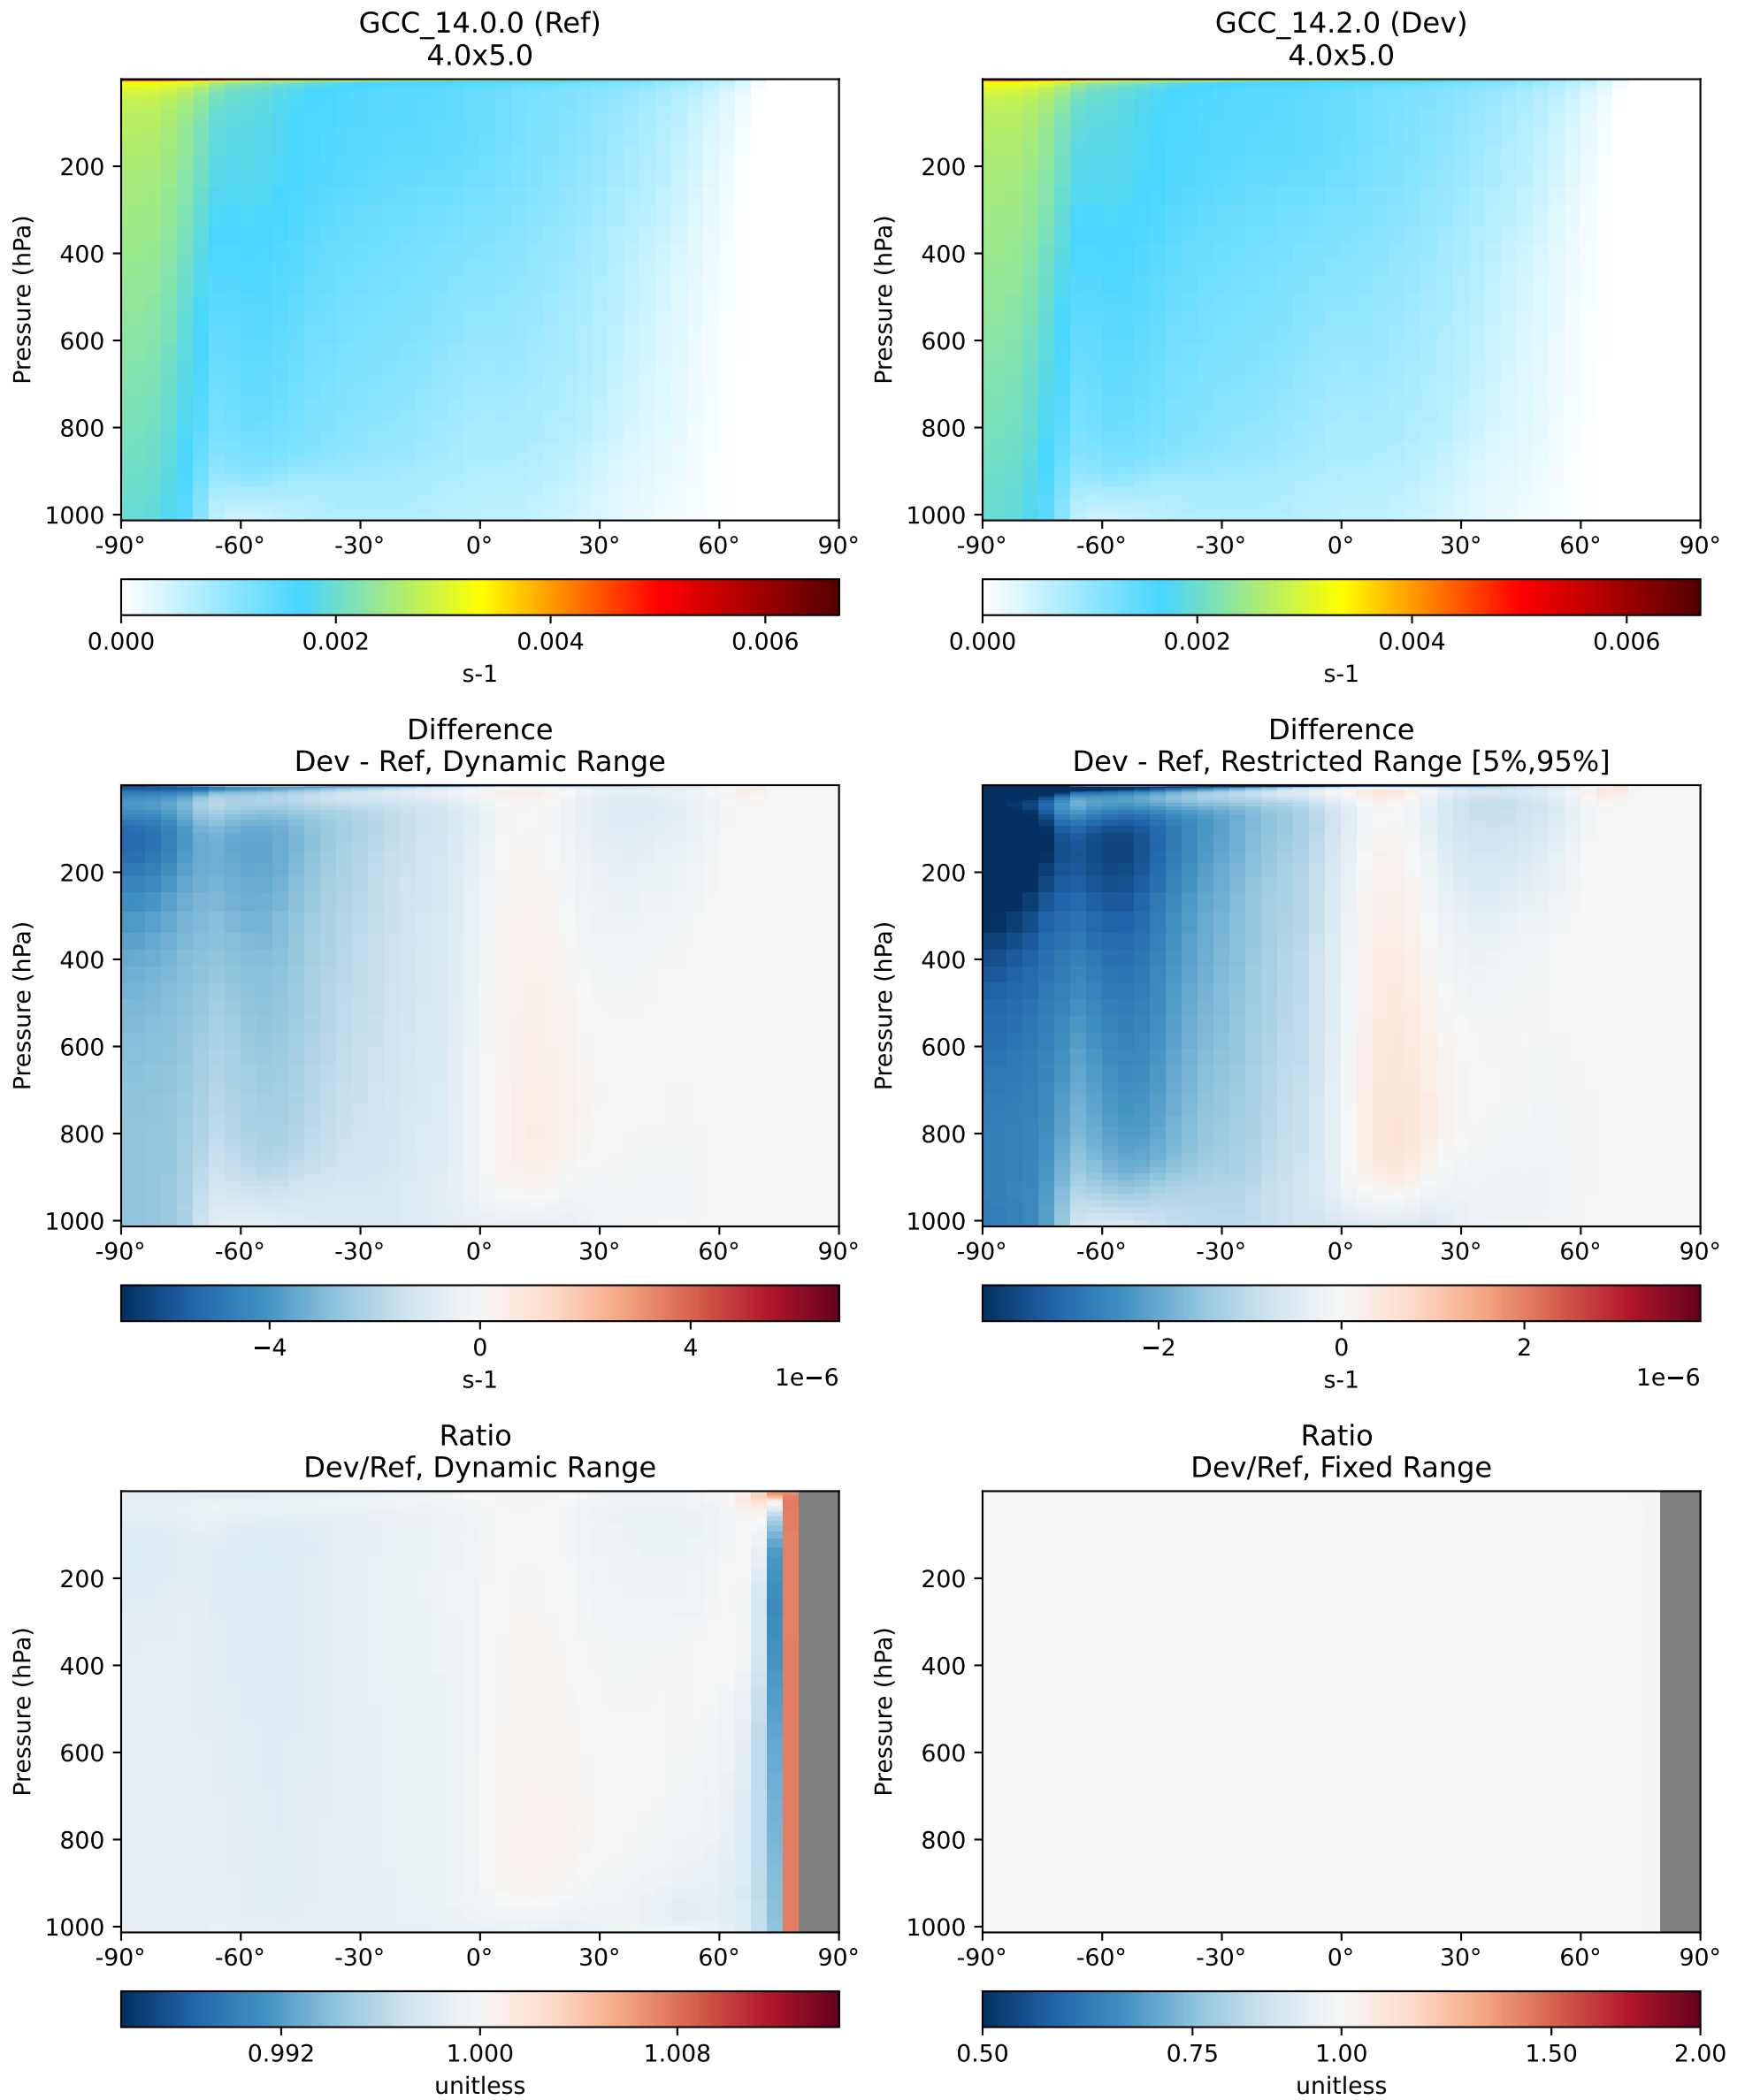 GCC_14.0.0 (Ref)
4.0x5.0
Pressure (hPa)
200
400
600
800
1000
-90° -60° -30° 0° 30° 60° 90°
0.000 0.002 0.004 0.006
s-1
GCC_14.2.0 (Dev)
4.0x5.0
Pressure (hPa)
200
400
600
800
1000
-90° -60° -30° 0° 30° 60° 90°
0.000 0.002 0.004 0.006
s-1
Difference
Dev - Ref, Dynamic Range
Pressure (hPa)
200
400
600
800
1000
-90° -60° -30° 0° 30° 60° 90°
−4 0 4
s-1 1e−6
Difference
Dev - Ref, Restricted Range [5%,95%]
Pressure (hPa)
200
400
600
800
1000
-90° -60° -30° 0° 30° 60° 90°
−2 0 2
s-1 1e−6
Ratio
Dev/Ref, Dynamic Range
Pressure (hPa)
200
400
600
800
1000
-90° -60° -30° 0° 30° 60° 90°
0.992 1.000 1.008
unitless
Ratio
Dev/Ref, Fixed Range
Pressure (hPa)
200
400
600
800
1000
-90° -60° -30° 0° 30° 60° 90°
0.50 0.75 1.00 1.50 2.00
unitless